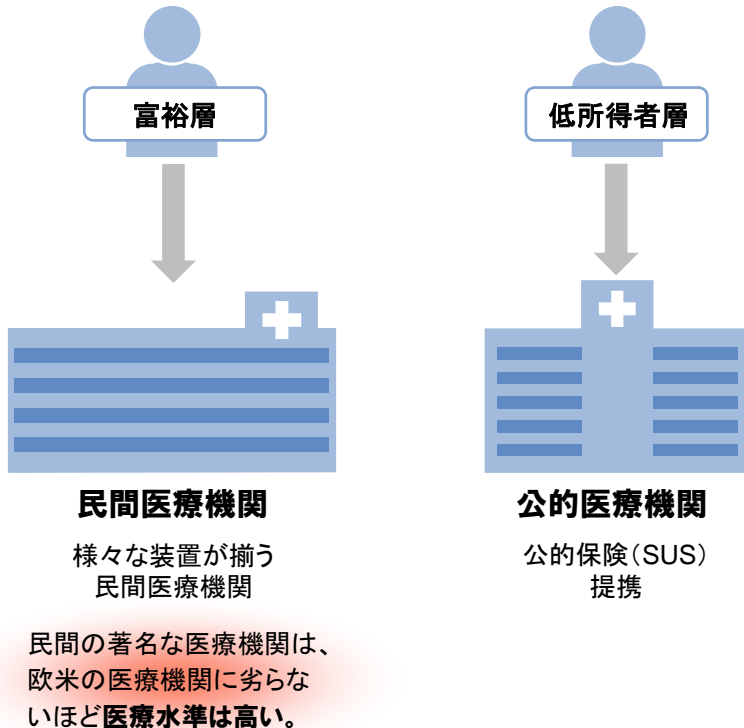 富裕層
低所得者層
民間医療機関
様々な装置が揃う
民間医療機関
民間の著名な医療機関は、
欧米の医療機関に劣らな
いほど医療水準は高い。
公的医療機関
公的保険（SUS）
提携